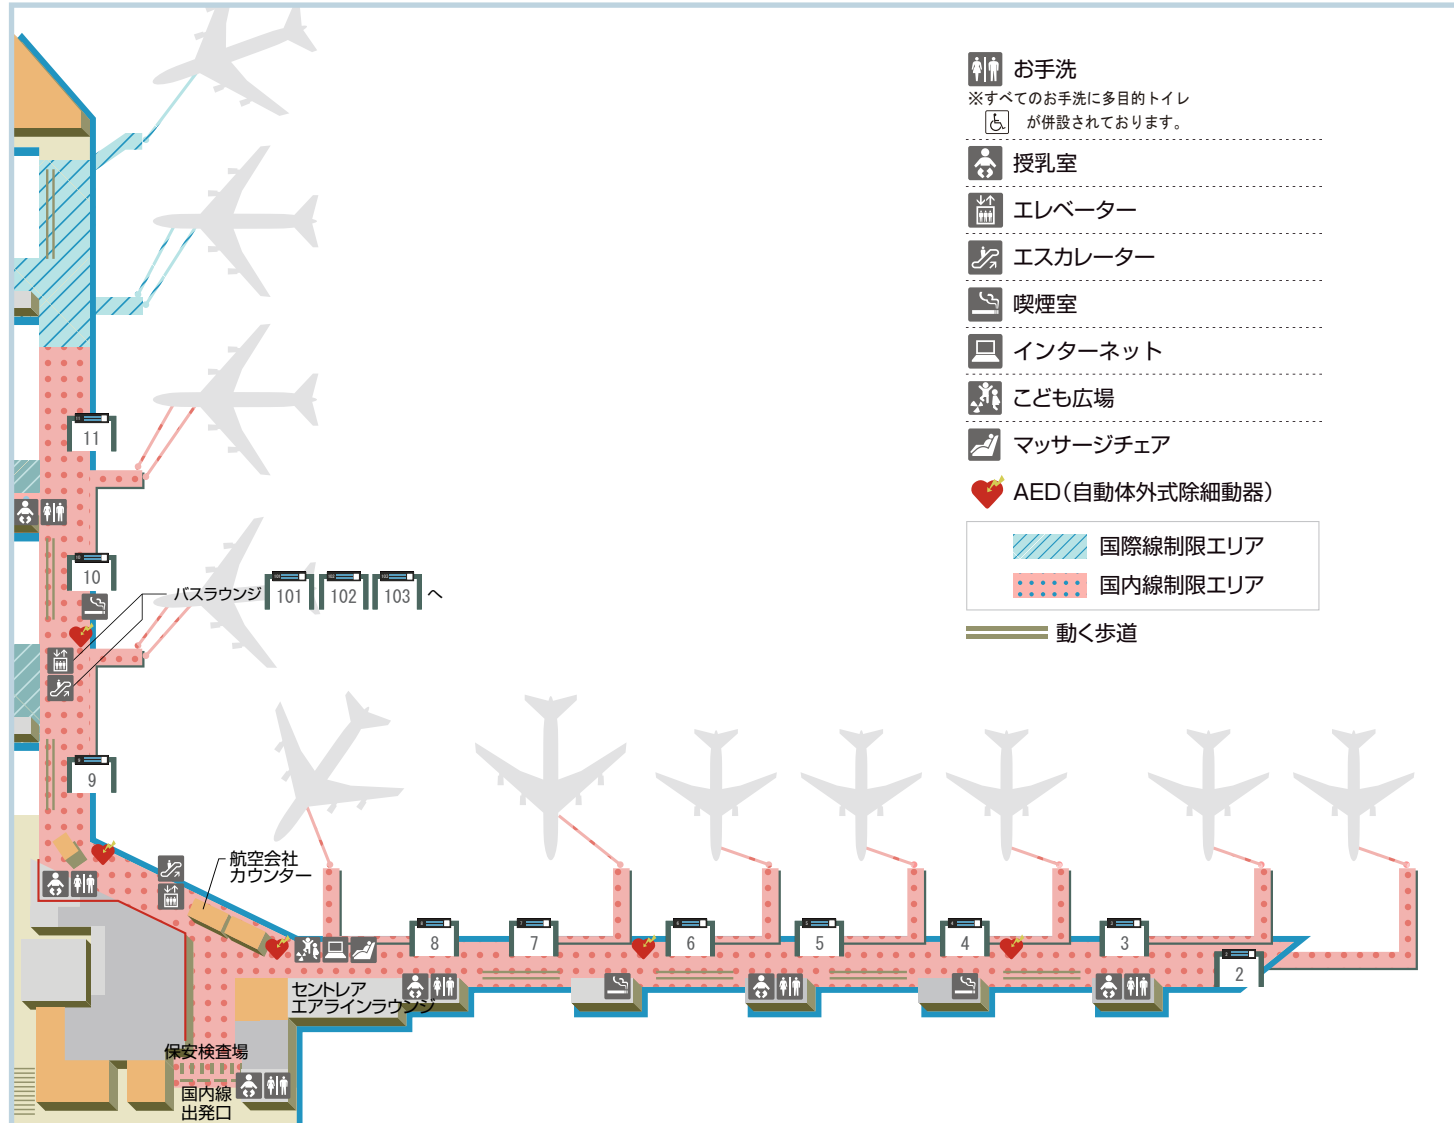 お手洗
※すべてのお手洗に多目的トイレ
が併設されております。
授乳室
エレベーター
エスカレーター
喫煙室
インターネット
こども広場
マッサージチェア
AED(自動体外式除細動器)
国際線制限エリア
国内線制限エリア
動く歩道
11
10
バスラウンジ 101 102 103 へ
9
航空会社
カウンター
8 7 6 5 4 3
2
セントレア
エアラインラウンジ
保安検査場
国内線
出発口